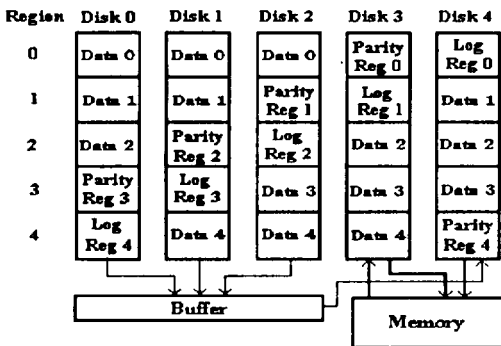 Region Disk 0 Disk 1 Disk 2 Disk 3 Disk 4
0 Data 0 Data 0 Data 0 Parity Reg 0 Log Reg 0
1 Data 1 Data 1 Parity Reg 1 Log Reg 1 Data 1
2 Data 2 Parity Reg 2 Log Reg 2 Data 2 Data 2
3 Parity Reg 3 Log Reg 3 Data 3 Data 3 Data 3
4 Log Reg 4 Data 4 Data 4 Data 4 Parity Reg 4
Buffer
Memory